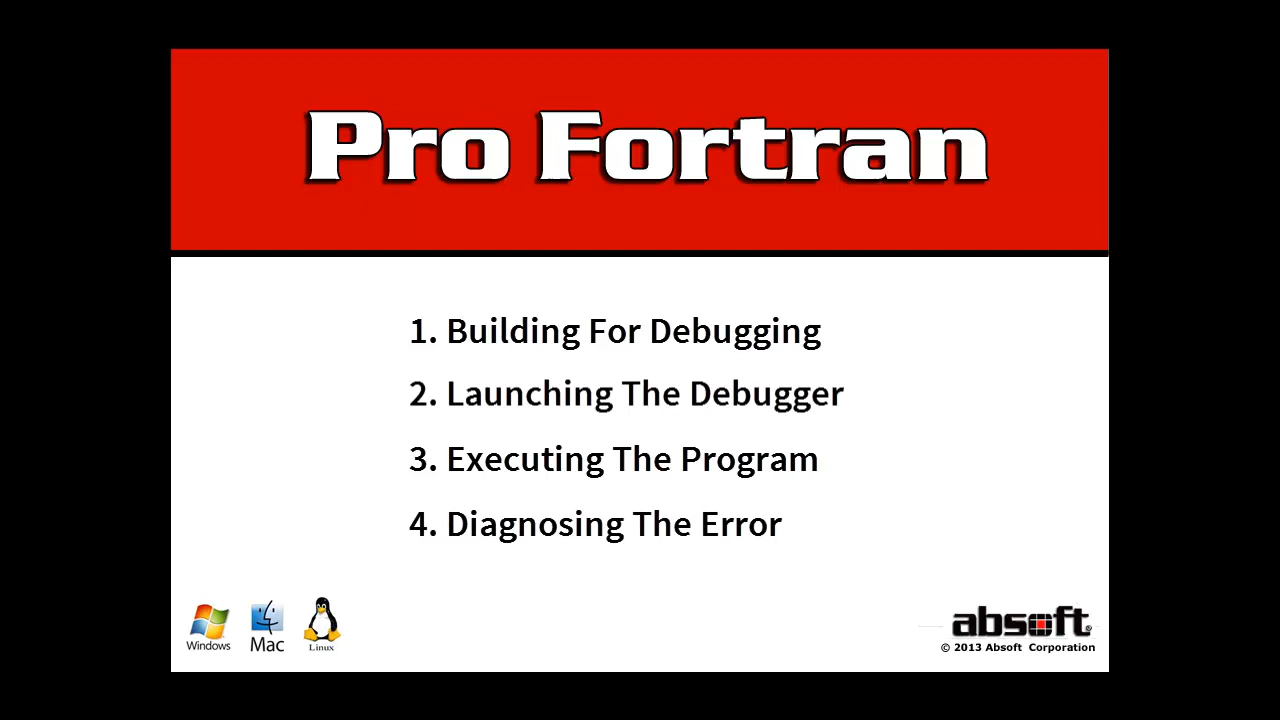 Pro Fortran
1. Building For Debugging
2. Launching The Debugger
3. Executing The Program
4. Diagnosing The Error
Windows
Mac
Linux
absoft
© 2013 Absoft Corporation